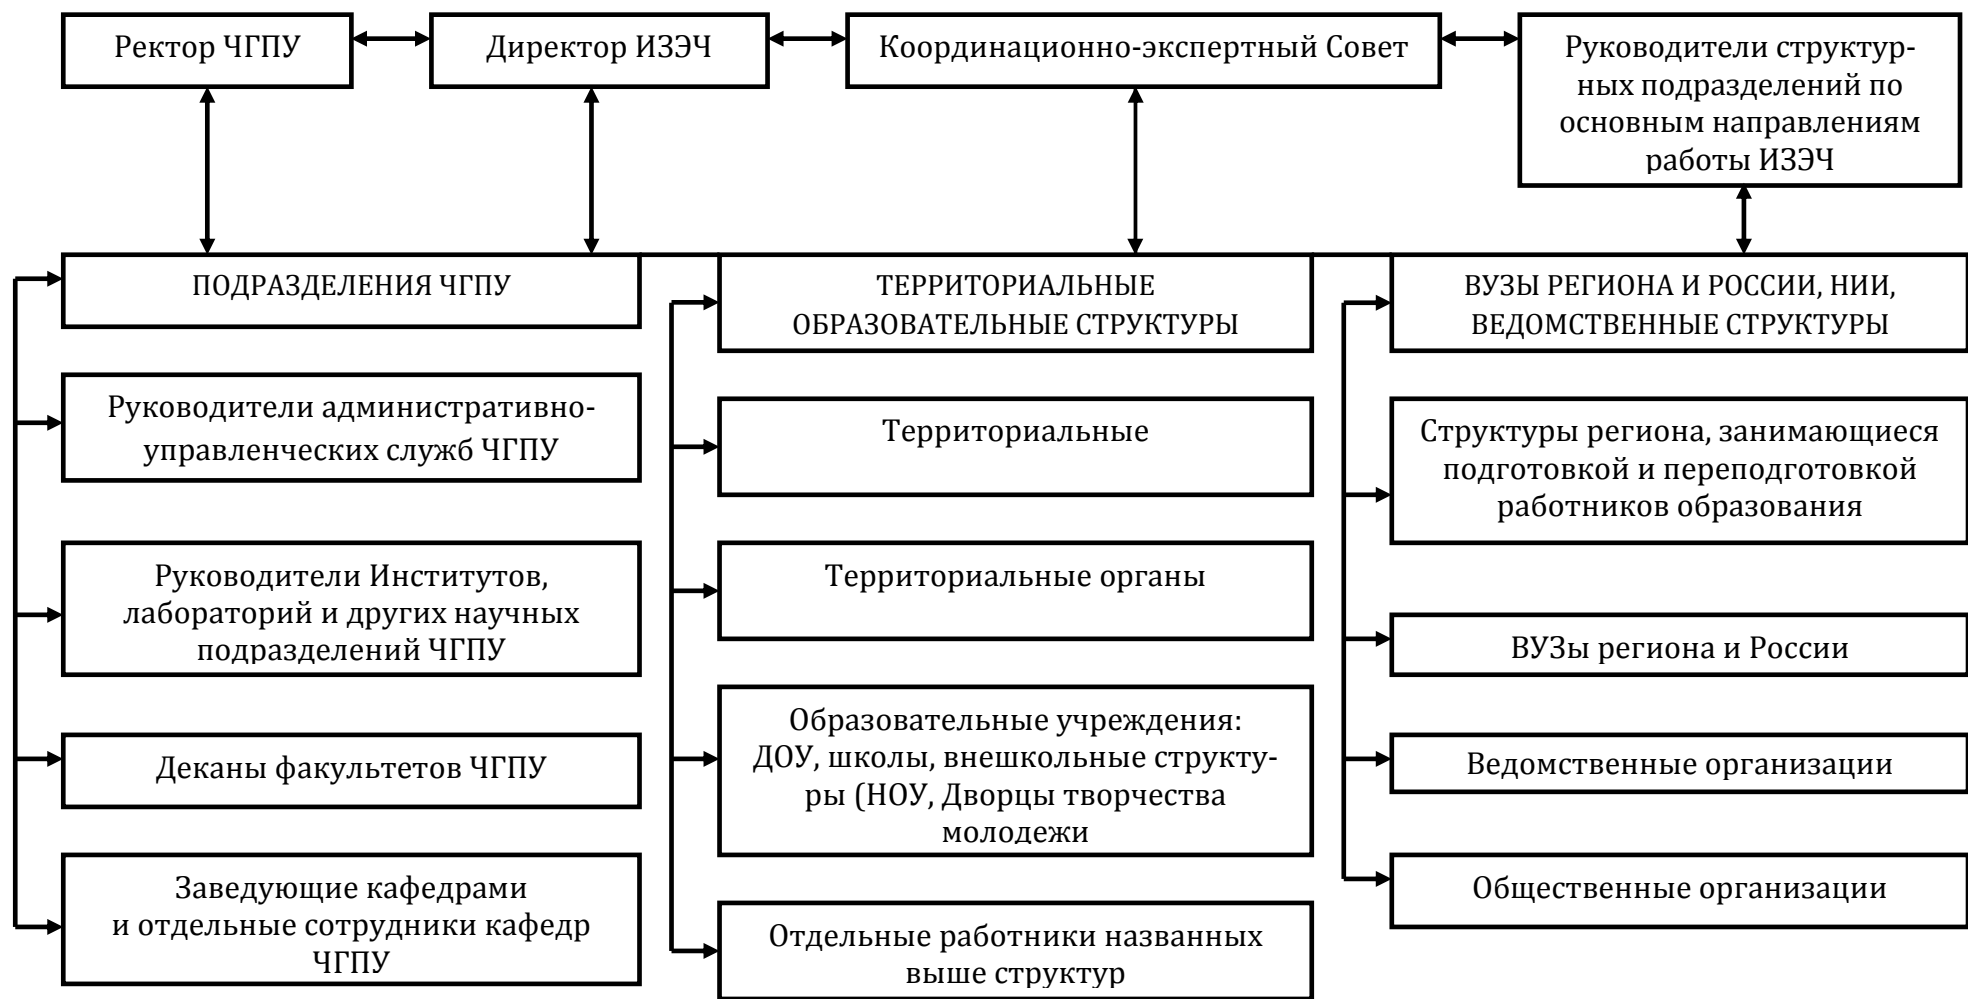 Ректор ЧГПУ
Директор ИЗЭЧ
Координационно-экспертный Совет
Руководители структур-
ных подразделений по
основным направлениям
работы ИЗЭЧ
ПОДРАЗДЕЛЕНИЯ ЧГПУ
Руководители административно-
управленческих служб ЧГПУ
Руководители Институтов,
лабораторий и других научных
подразделений ЧГПУ
Деканы факультетов ЧГПУ
Заведующие кафедрами
и отдельные сотрудники кафедр
ЧГПУ
ТЕРРИТОРИАЛЬНЫЕ
ОБРАЗОВАТЕЛЬНЫЕ СТРУКТУРЫ
Территориальные
Территориальные органы
Образовательные учреждения:
ДОУ, школы, внешкольные структу-
ры (НОУ, Дворцы творчества
молодежи
Отдельные работники названных
выше структур
ВУЗЫ РЕГИОНА И РОССИИ, НИИ,
ВЕДОМСТВЕННЫЕ СТРУКТУРЫ
Структуры региона, занимающиеся
подготовкой и переподготовкой
работников образования
ВУЗы региона и России
Ведомственные организации
Общественные организации